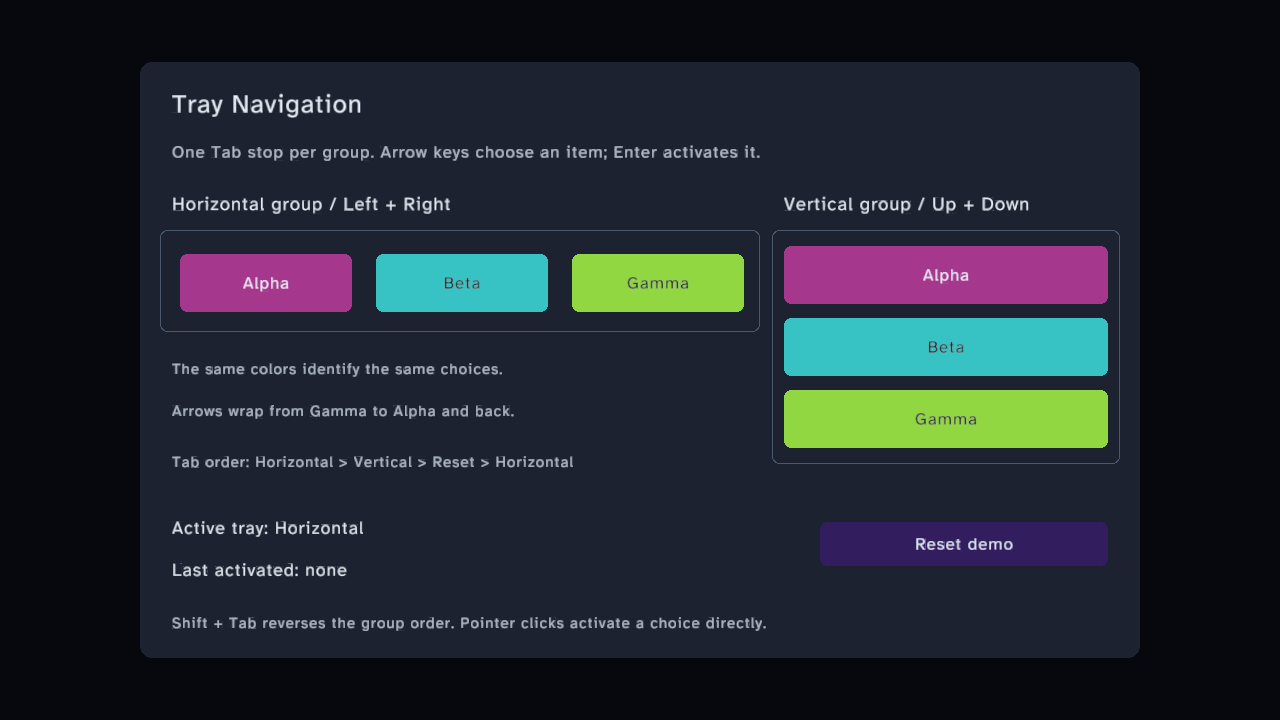 Tray Navigation
One Tab stop per group. Arrow keys choose an item; Enter activates it.
Horizontal group / Left + Right
Alpha
Beta
Gamma
The same colors identify the same choices.
Arrows wrap from Gamma to Alpha and back.
Tab order: Horizontal > Vertical > Reset > Horizontal
Vertical group / Up + Down
Alpha
Beta
Gamma
Active tray: Horizontal
Last activated: none
Reset demo
Shift + Tab reverses the group order. Pointer clicks activate a choice directly.